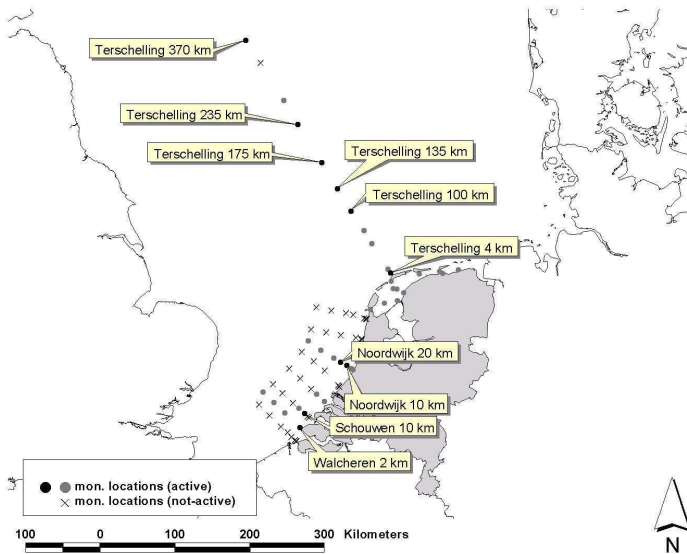 Terschelling 370 km
Terschelling 235 km
Terschelling 175 km
Terschelling 135 km
Terschelling 100 km
Terschelling 4 km
Noordwijk 20 km
Noordwijk 10 km
Schouwen 10 km
Walcheren 2 km
mon. locations (active)
mon. locations (not-active)
100 0 100 200 300 Kilometers
N